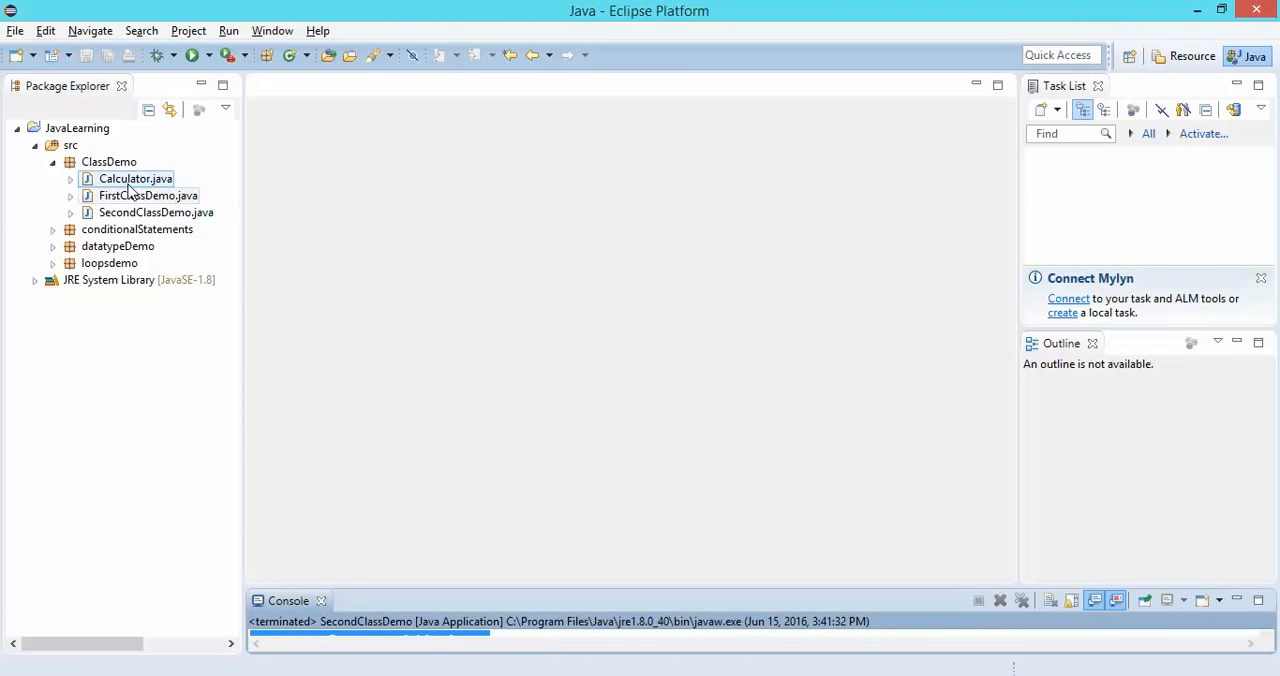 Java - Eclipse Platform
File Edit Navigate Search Project Run Window Help
Quick Access Resource Java
Package Explorer
JavaLearning
src
ClassDemo
Calculator.java
FirstClassDemo.java
SecondClassDemo.java
conditionalStatements
datatypeDemo
loopsdemo
JRE System Library [JavaSE-1.8]
Task List
Find All Activate...
Connect Mylyn
Connect to your task and ALM tools or
create a local task.
Outline
An outline is not available.
Console
<terminated> SecondClassDemo [Java Application] C:\Program Files\Java\jre1.8.0_40\bin\javaw.exe (Jun 15, 2016, 3:41:32 PM)